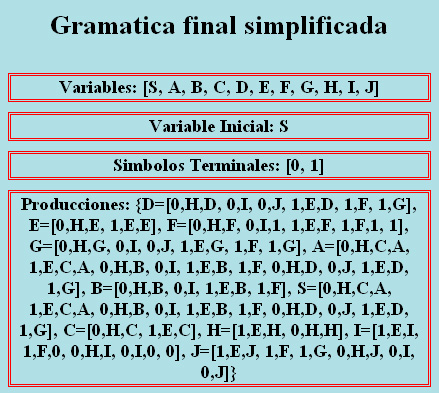 Gramatica final simplificada
Variables: [S, A, B, C, D, E, F, G, H, I, J]
Variable Inicial: S
Simbolos Terminales: [0, 1]
Producciones: {D=[0,H,D, 0,I, 0,J, 1,E,D, 1,F, 1,G],
E=[0,H,E, 1,E,E], F=[0,H,F, 0,I,1, 1,E,F, 1,F,1, 1],
G=[0,H,G, 0,I, 0,J, 1,E,G, 1,F, 1,G], A=[0,H,C,A,
1,E,C,A, 0,H,B, 0,I, 1,E,B, 1,F, 0,H,D, 0,J, 1,E,D,
1,G], B=[0,H,B, 0,I, 1,E,B, 1,F], S=[0,H,C,A,
1,E,C,A, 0,H,B, 0,I, 1,E,B, 1,F, 0,H,D, 0,J, 1,E,D,
1,G], C=[0,H,C, 1,E,C], H=[1,E,H, 0,H,H], I=[1,E,I,
1,F,0, 0,H,I, 0,I,0, 0], J=[1,E,J, 1,F, 1,G, 0,H,J, 0,I,
0,J]}